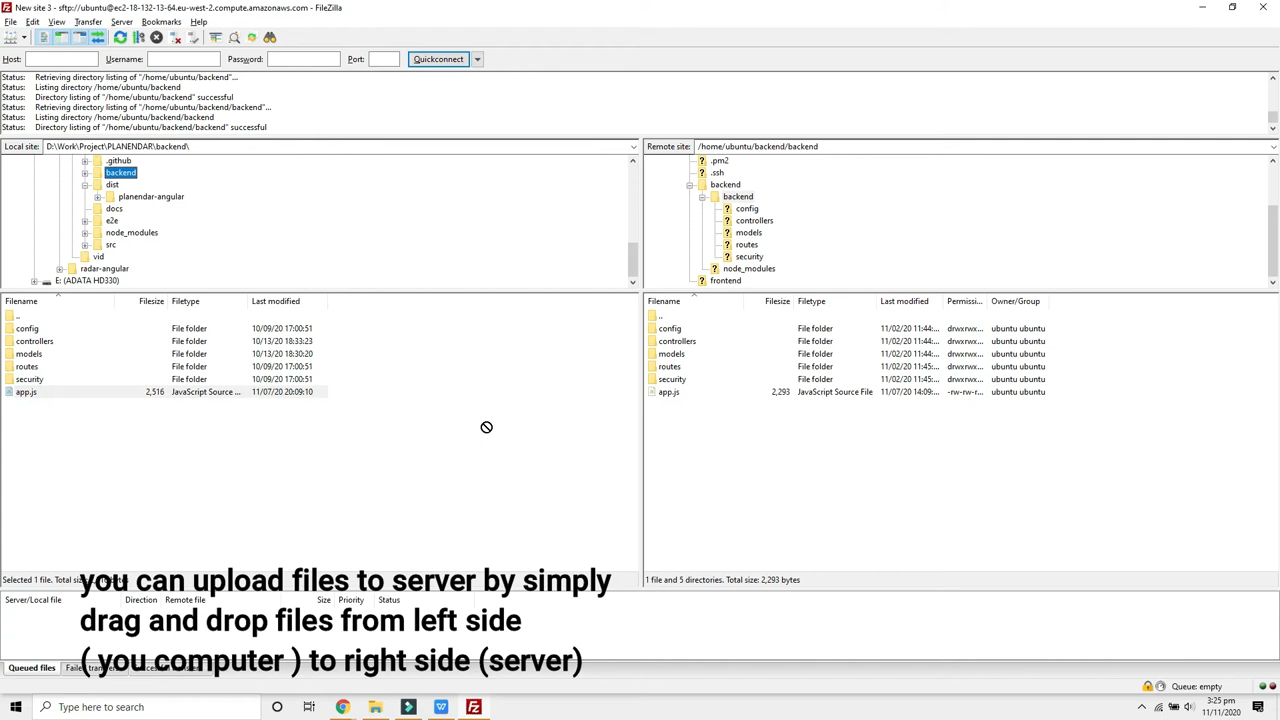 New site 3 - sftp://ubuntu@ec2-18-132-13-64.eu-west-2.compute.amazonaws.com - FileZilla
File Edit View Transfer Server Bookmarks Help
Host: Username: Password: Port: Quickconnect
Status: Retrieving directory listing of "/home/ubuntu/backend"...
Status: Listing directory /home/ubuntu/backend
Status: Directory listing of "/home/ubuntu/backend" successful
Status: Retrieving directory listing of "/home/ubuntu/backend/backend"...
Status: Listing directory /home/ubuntu/backend/backend
Status: Directory listing of "/home/ubuntu/backend/backend" successful
Local site: D:\Work\Project\PLANENDAR\backend\
.github
backend
dist
planendar-angular
docs
e2e
node_modules
src
vid
radar-angular
E: (ADATA HD330)
Remote site: /home/ubuntu/backend/backend
.pm2
.ssh
backend
backend
config
controllers
models
routes
security
node_modules
frontend
Filename Filesize Filetype Last modified
..
config File folder 10/09/20 17:00:51
controllers File folder 10/13/20 18:33:23
models File folder 10/13/20 18:30:20
routes File folder 10/09/20 17:00:51
security File folder 10/09/20 17:00:51
app.js 2,516 JavaScript Source ... 11/07/20 20:09:10
Filename Filesize Filetype Last modified Permissi... Owner/Group
..
config File folder 11/02/20 11:44:... drwxrwx... ubuntu ubuntu
controllers File folder 11/02/20 11:44:... drwxrwx... ubuntu ubuntu
models File folder 11/02/20 11:44:... drwxrwx... ubuntu ubuntu
routes File folder 11/02/20 11:45:... drwxrwx... ubuntu ubuntu
security File folder 11/02/20 11:45:... drwxrwx... ubuntu ubuntu
app.js 2,293 JavaScript Source File 11/07/20 14:09:... -rw-rw-r... ubuntu ubuntu
Selected 1 file. Total size:
1 file and 5 directories. Total size: 2,293 bytes
you can upload files to server by simply
drag and drop files from left side
( you computer ) to right side (server)
Server/Local file Direction Remote file Size Priority Status
Queued files
Queue: empty
Type here to search
3:25 pm
11/11/2020